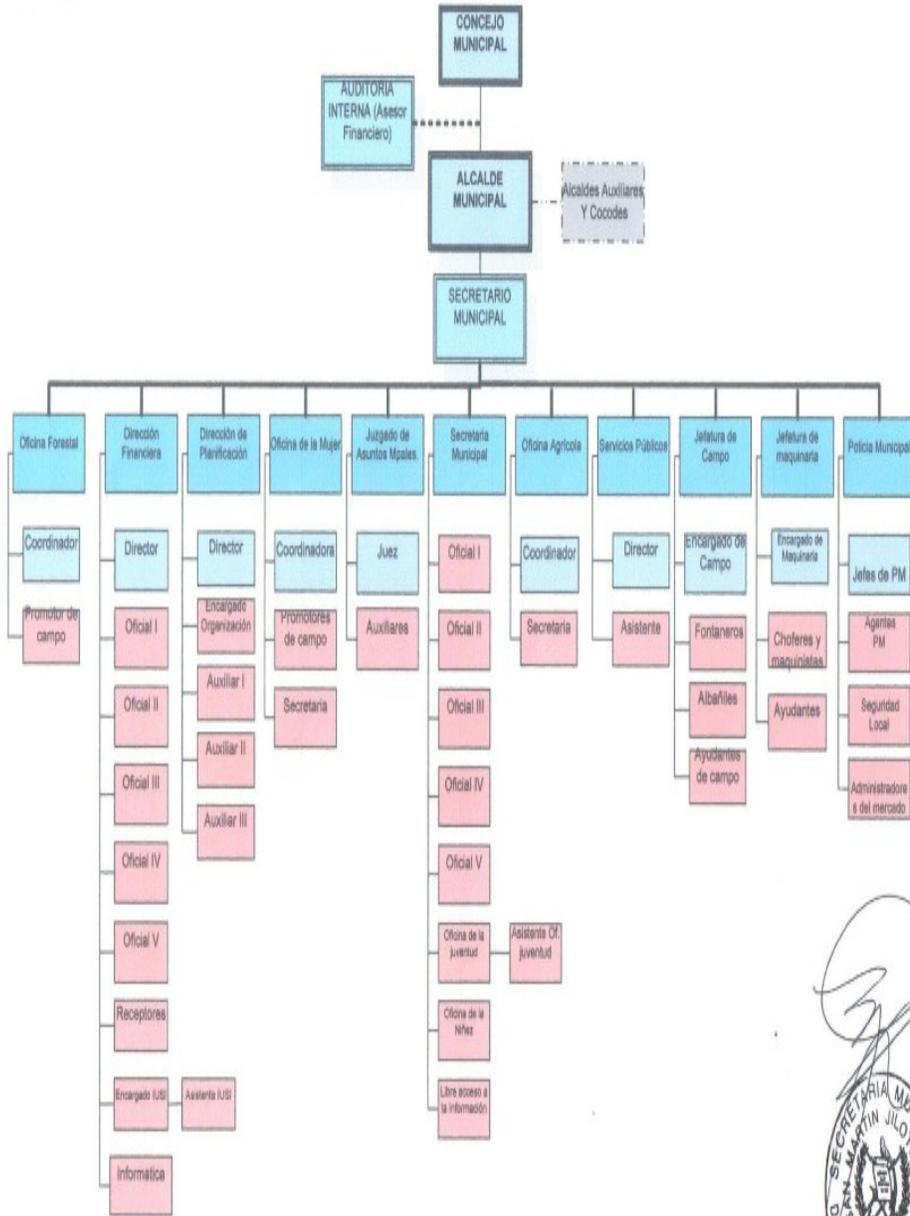 CONCEJO
MUNICIPAL
AUDITORIA
INTERNA (Asesor
Financiero)
ALCALDE
MUNICIPAL
Alcaldes Auxiliares
Y Cocodes
SECRETARIO
MUNICIPAL
Oficina Forestal
Coordinador
Promotor de
campo
Dirección
Financiera
Director
Oficial I
Oficial II
Oficial III
Oficial IV
Oficial V
Receptores
Encargado IUSI
Asistente IUSI
Informatica
Dirección de
Planificación
Director
Encargado
Organización
Auxiliar I
Auxiliar II
Auxiliar III
Oficina de la Mujer
Coordinadora
Promotores
de campo
Secretaria
Juzgado de
Asuntos Mpales.
Juez
Auxiliares
Secretaria
Municipal
Oficial I
Oficial II
Oficial III
Oficial IV
Oficial V
Oficina de la
juventud
Asistente Of.
juventud
Oficina de la
Niñez
Libre acceso a
la información
Oficina Agrícola
Coordinador
Secretaria
Servicios Públicos
Director
Asistente
Jefatura de
Campo
Encargado de
Campo
Fontaneros
Albañiles
Ayudantes
de campo
Jefatura de
maquinaria
Encargado de
Maquinaria
Choferes y
maquinistas
Ayudantes
Policia Municipal
Jefes de PM
Agentes
PM
Seguridad
Local
Administradore
s del mercado
SECRETARIA MU
SAN MARTIN JILOT